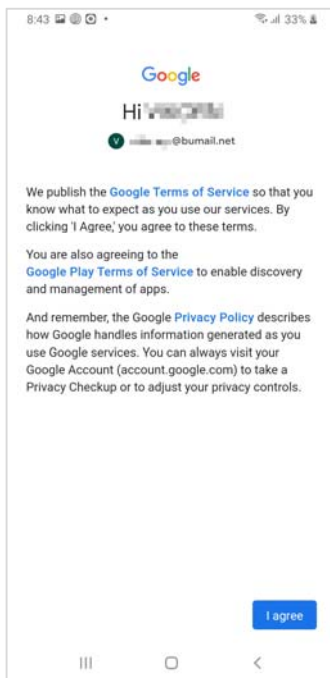 8:43
33%
Google
Hi
V @bumail.net
We publish the Google Terms of Service so that you
know what to expect as you use our services. By
clicking 'I Agree,' you agree to these terms.
You are also agreeing to the
Google Play Terms of Service to enable discovery
and management of apps.
And remember, the Google Privacy Policy describes
how Google handles information generated as you
use Google services. You can always visit your
Google Account (account.google.com) to take a
Privacy Checkup or to adjust your privacy controls.
I agree